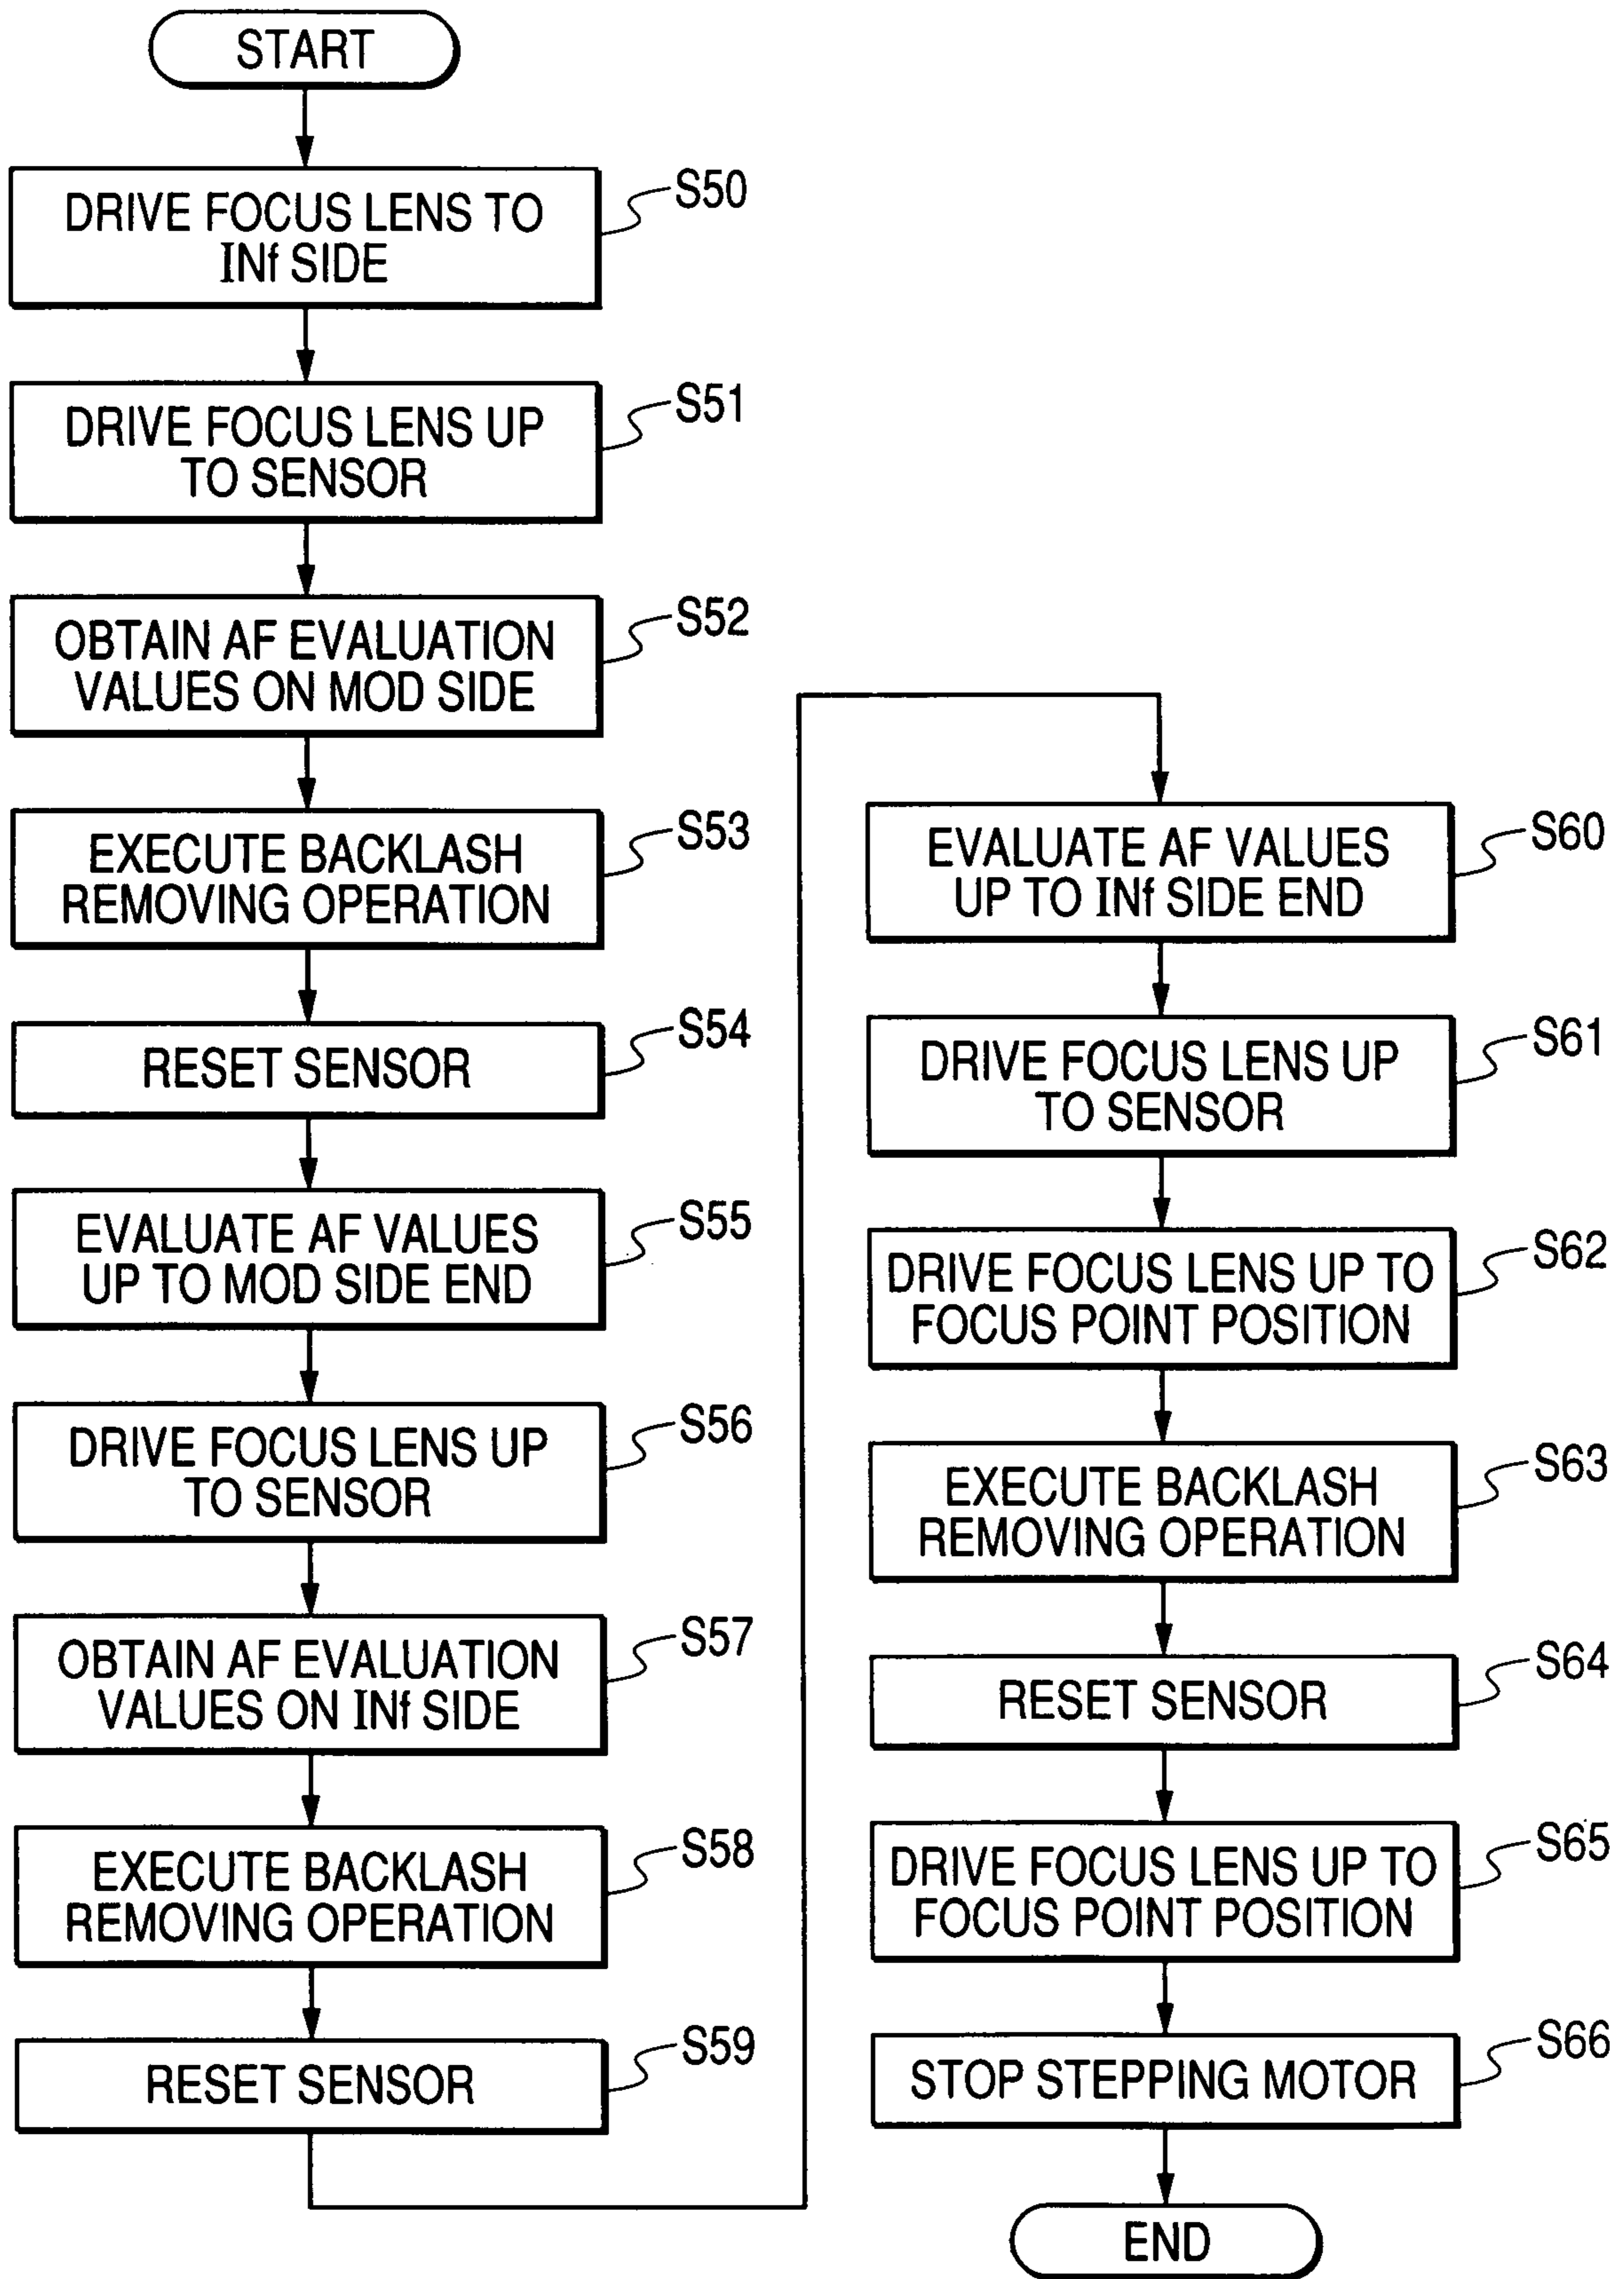 START
DRIVE FOCUS LENS TO
INf SIDE
S50
DRIVE FOCUS LENS UP
TO SENSOR
S51
OBTAIN AF EVALUATION
VALUES ON MOD SIDE
S52
EXECUTE BACKLASH
REMOVING OPERATION
S53
RESET SENSOR
S54
EVALUATE AF VALUES
UP TO MOD SIDE END
S55
DRIVE FOCUS LENS UP
TO SENSOR
S56
OBTAIN AF EVALUATION
VALUES ON INf SIDE
S57
EXECUTE BACKLASH
REMOVING OPERATION
S58
RESET SENSOR
S59
EVALUATE AF VALUES
UP TO INf SIDE END
S60
DRIVE FOCUS LENS UP
TO SENSOR
S61
DRIVE FOCUS LENS UP TO
FOCUS POINT POSITION
S62
EXECUTE BACKLASH
REMOVING OPERATION
S63
RESET SENSOR
S64
DRIVE FOCUS LENS UP TO
FOCUS POINT POSITION
S65
STOP STEPPING MOTOR
S66
END